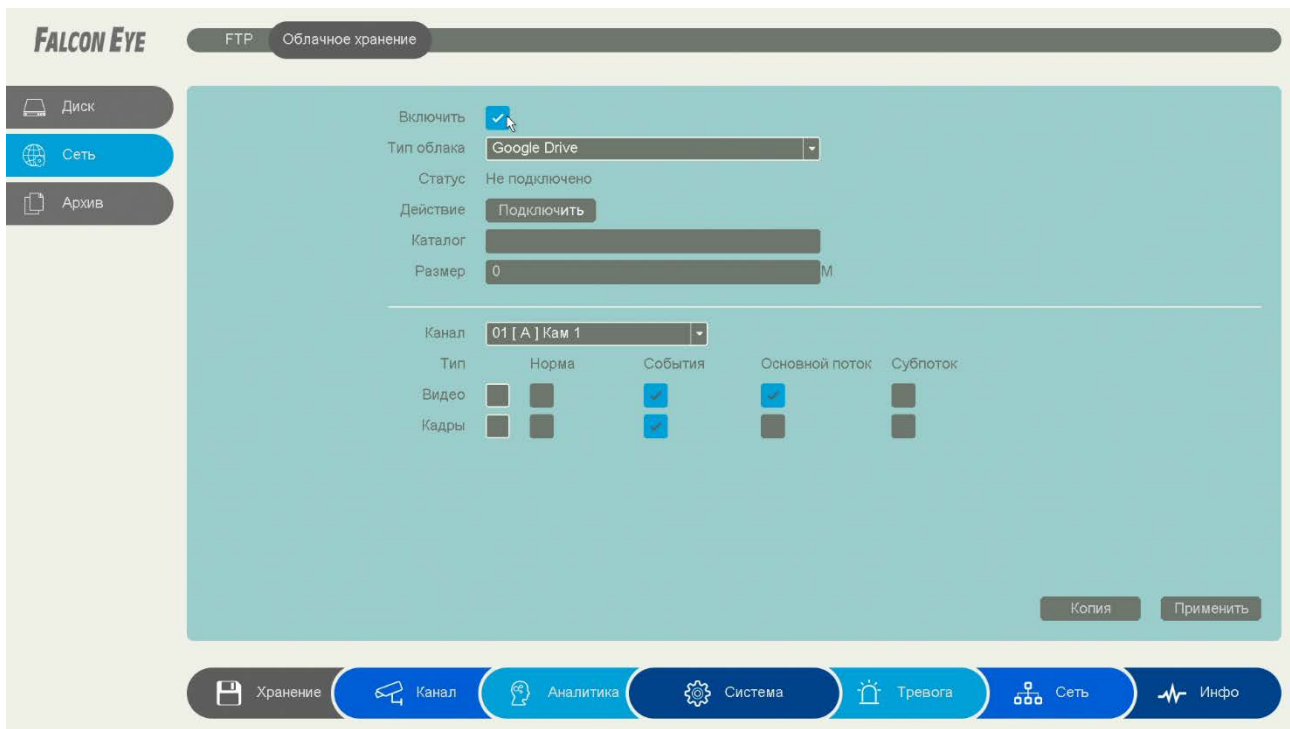 FALCON EYE
FTP Облачное хранение
Диск
Сеть
Архив
Включить
Тип облака Google Drive
Статус Не подключено
Действие Подключить
Каталог
Размер 0 M
Канал 01 [ A ] Кам 1
Тип Норма События Основной поток Субпоток
Видео
Кадры
Копия Применить
Хранение Канал Аналитика Система Тревога Сеть Инфо